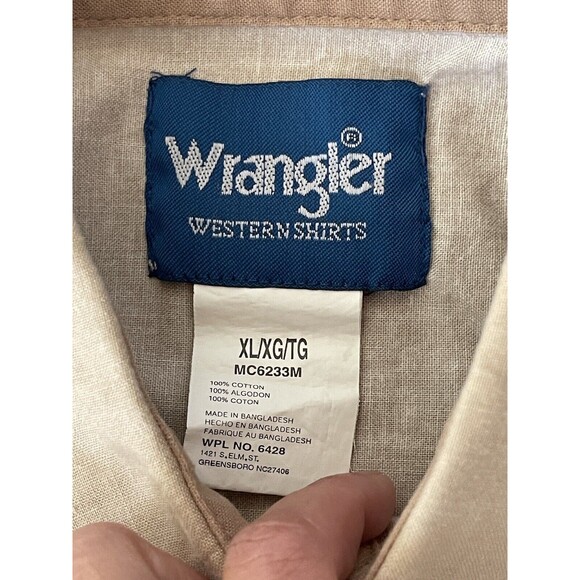 Wrangler®
WESTERN SHIRTS
XL/XG/TG
MC6233M
100% COTTON
100% ALGODON
100% COTON
MADE IN BANGLADESH
HECHO EN BANGLADESH
FABRIQUE AU BANGLADESH
WPL NO. 6428
1421 S.ELM.ST.
GREENSBORO NC27406